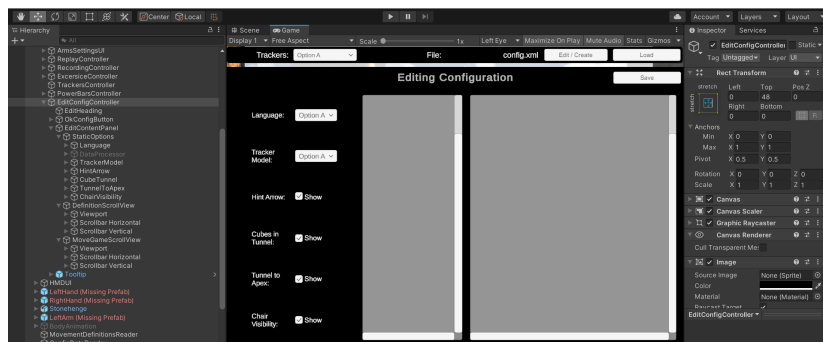 Center
Local
Account
Layers
Layout
Hierarchy
All
ArmsSettingsUI
ReplayController
RecordingController
ExcersiceController
TrackersController
PowerBarsController
EditConfigController
EditHeading
OkConfigButton
EditContentPanel
StaticOptions
Language
DataProcessor
TrackerModel
HintArrow
CubeTunnel
TunnelToApex
ChairVisibility
DefinitionScrollView
Viewport
Scrollbar Horizontal
Scrollbar Vertical
MoveGameScrollView
Viewport
Scrollbar Horizontal
Scrollbar Vertical
Tooltip
HMDUI
LeftHand (Missing Prefab)
RightHand (Missing Prefab)
Stonehenge
LeftArm (Missing Prefab)
BodyAnimation
MovementDefinitionsReader
Scene
Game
Display 1
Free Aspect
Scale
1x
Left Eye
Maximize On Play
Mute Audio
Stats
Gizmos
Trackers:
Option A
File:
config.xml
Edit / Create
Load
Editing Configuration
Save
Language:
Option A
Tracker
Model:
Option A
Hint Arrow:
Show
Cubes in
Tunnel:
Show
Tunnel to
Apex:
Show
Chair
Visibility:
Show
Inspector
Services
EditConfigController
Static
Tag Untagged
Layer UI
Rect Transform
stretch
Left
Top
Pos Z
0
48
0
Right
Bottom
0
0
stretch
R
Anchors
Min X 0 Y 0
Max X 1 Y 1
Pivot X 0.5 Y 0.5
Rotation X 0 Y 0 Z 0
Scale X 1 Y 1 Z 1
Canvas
Canvas Scaler
Graphic Raycaster
Canvas Renderer
Cull Transparent Mes
Image
Source Image
None (Sprite)
Color
Material
None (Material)
Raycast Target
EditConfigController